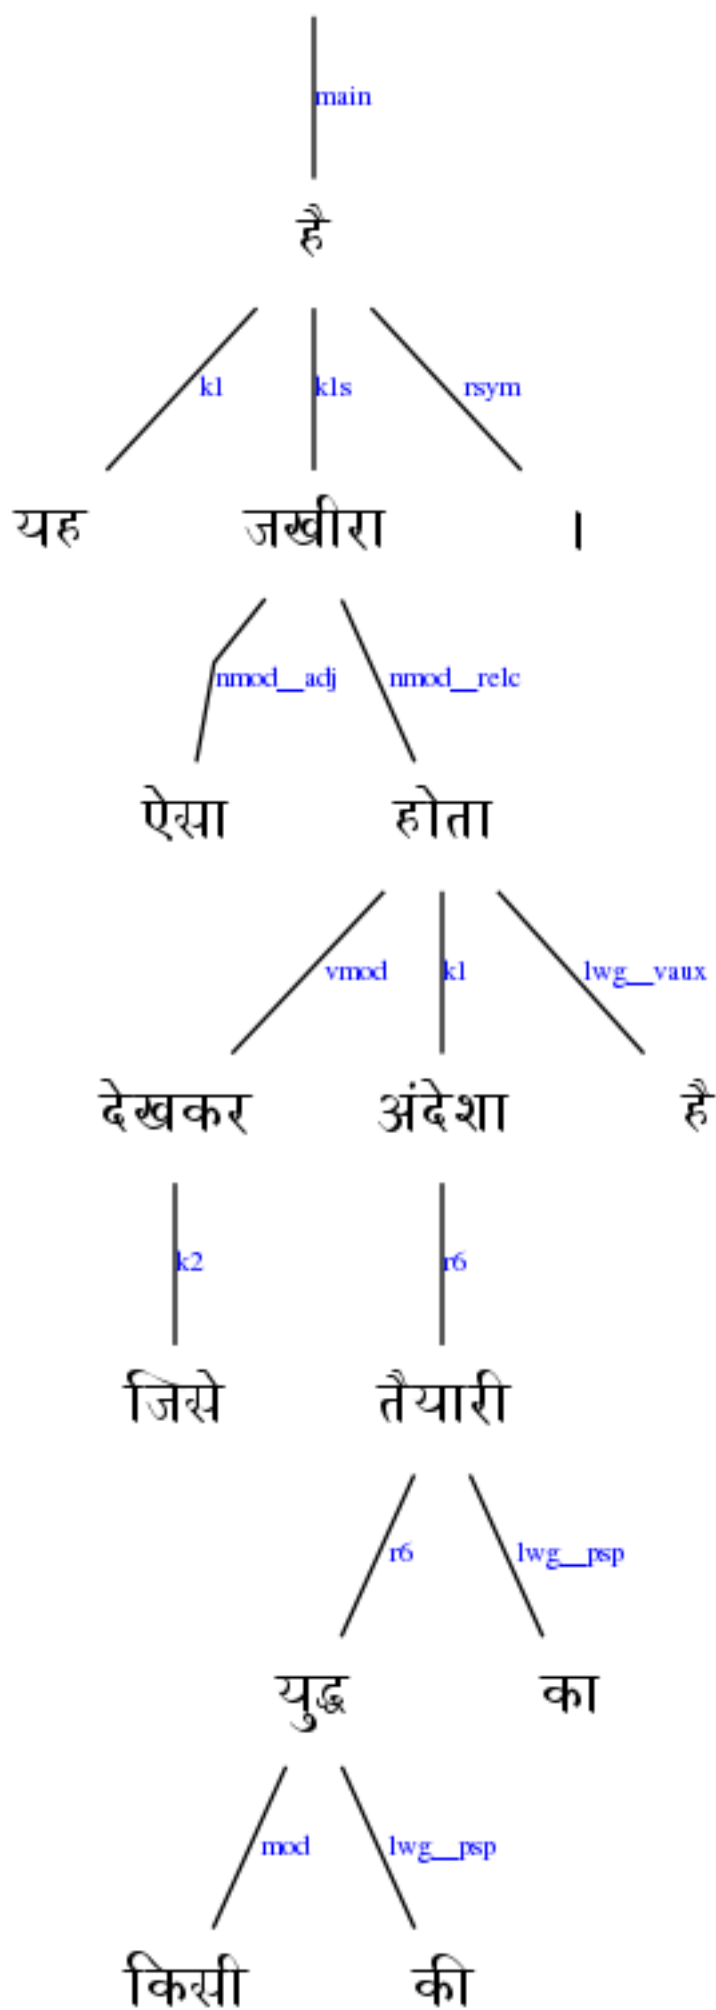 main
है
k1 k1s rsym
यह जखीरा ।
nmod__adj nmod__relc
ऐसा होता
vmod k1 lwg__vaux
देखकर अंदेशा है
k2 r6
जिसे तैयारी
r6 lwg__psp
युद्ध का
mod lwg__psp
किसी की